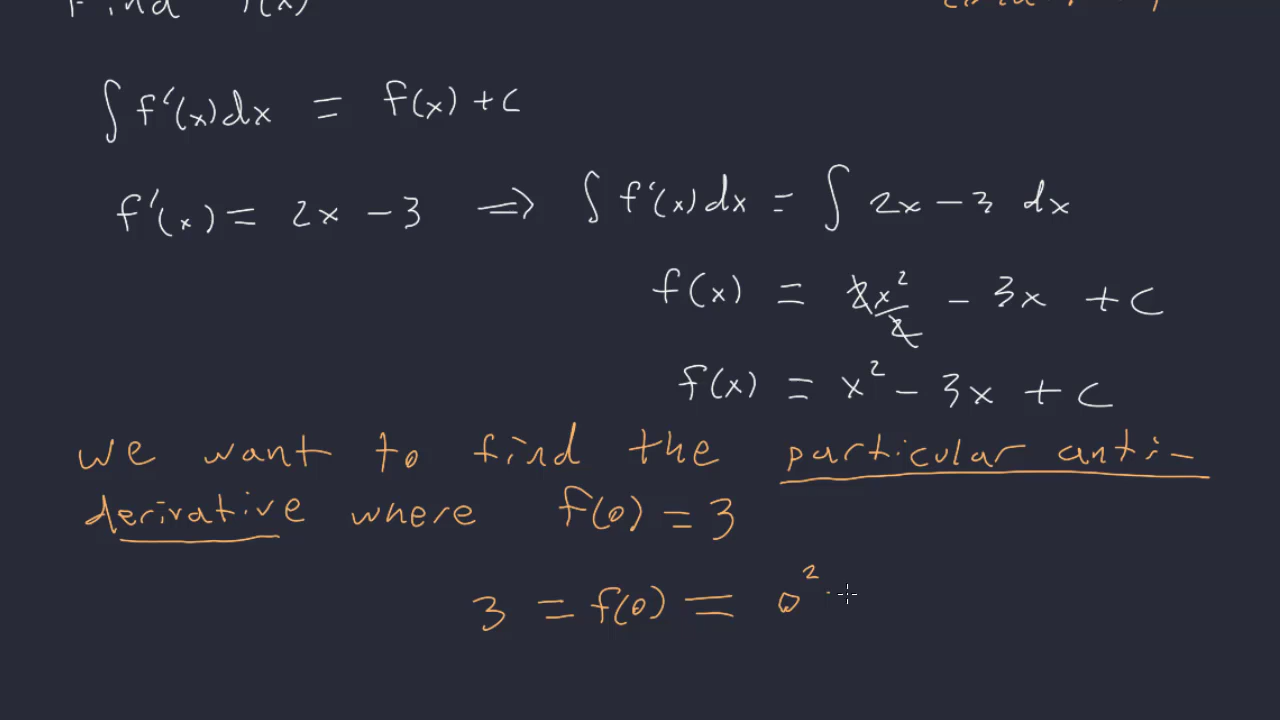 Find f(x)
∫ f'(x) dx = f(x) + c
f'(x) = 2x - 3 ⇒ ∫ f'(x) dx = ∫ 2x - 3 dx
f(x) = 2x²/2 - 3x + c
f(x) = x² - 3x + c
we want to find the particular anti-
derivative where f(0) = 3
3 = f(0) = 0²